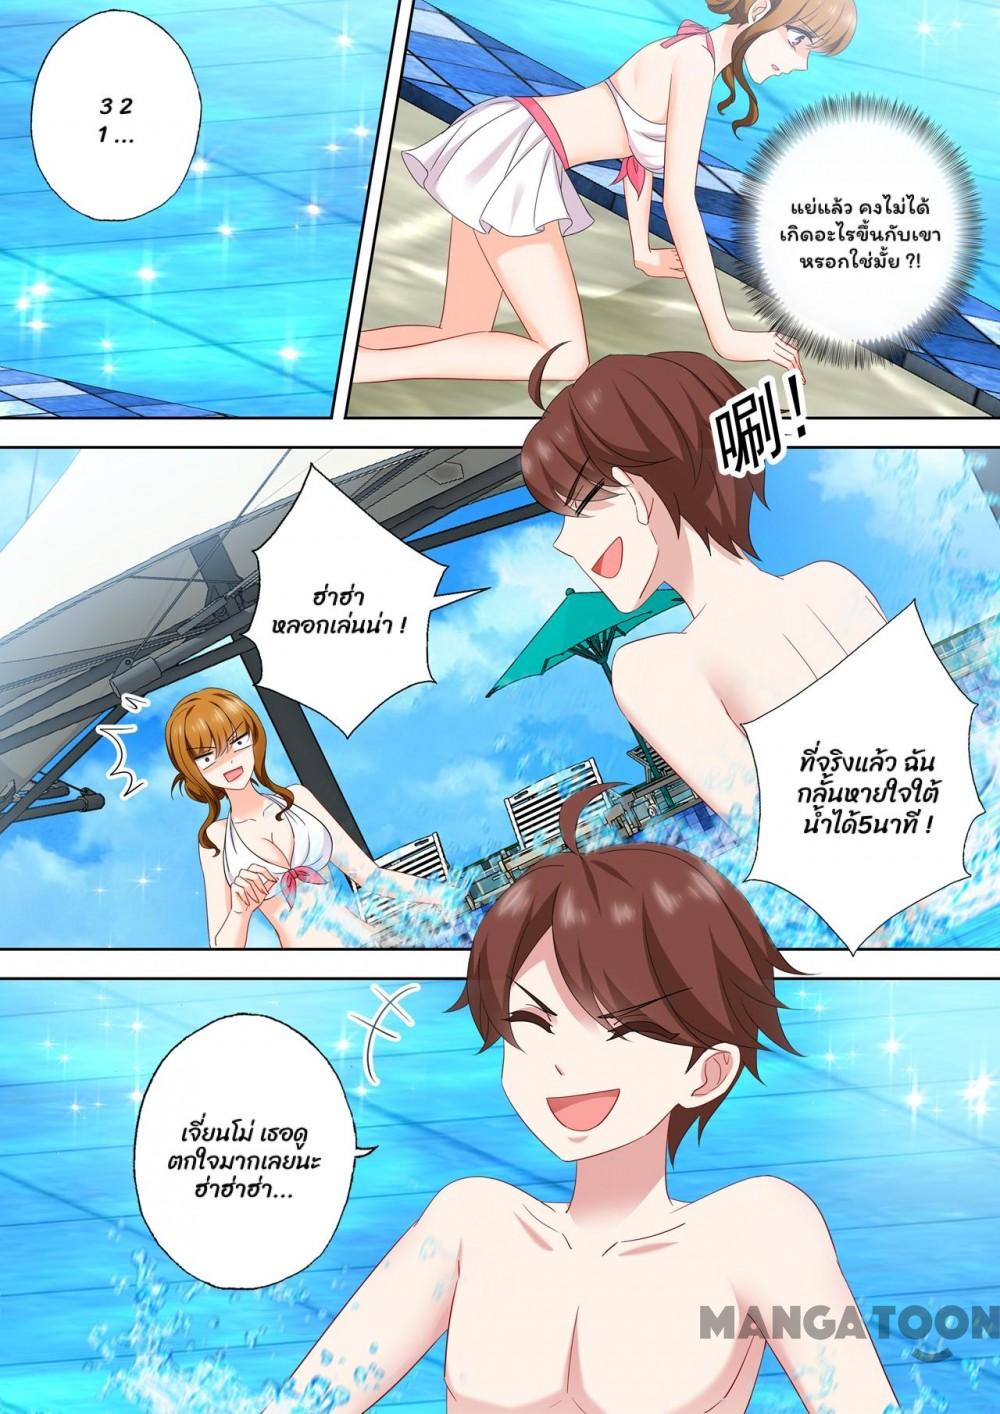 3 2
1 ...
แย่แล้ว คงไม่ได้
เกิดอะไรขึ้นกับเขา
หรอกใช่มั้ย ?!
唰！
ฮ่าฮ่า
หลอกเล่นน่า !
ที่จริงแล้ว ฉัน
กลั้นหายใจใต้
น้ำได้5นาที !
เจี่ยนโม่ เธอดู
ตกใจมากเลยนะ
ฮ่าฮ่าฮ่า...
MANGATOON